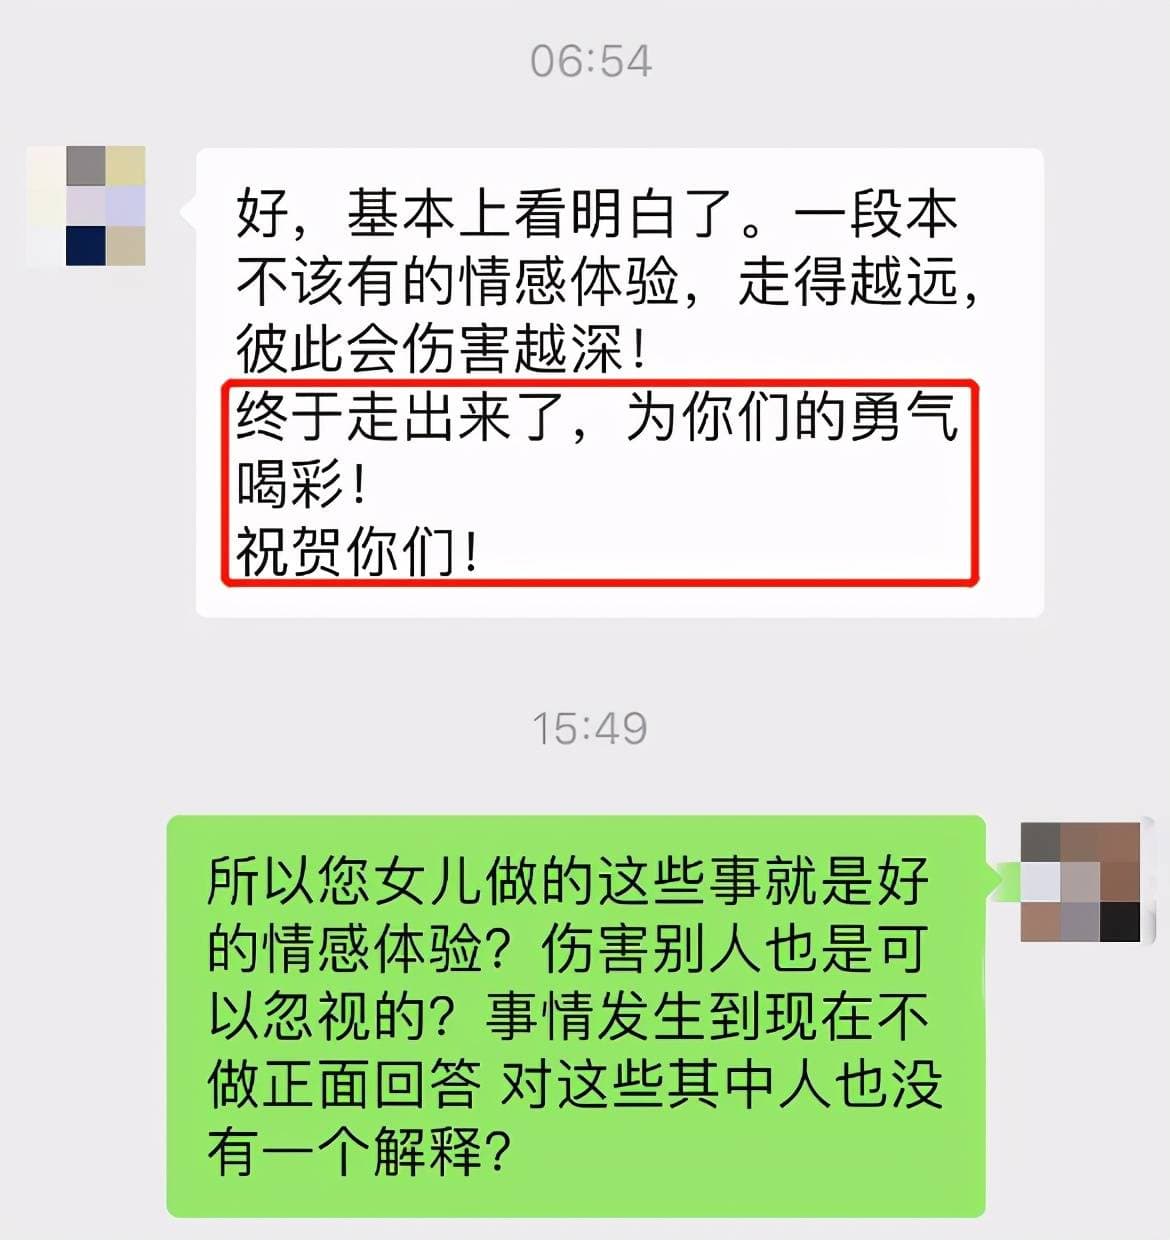 06:54
好，基本上看明白了。一段本
不该有的情感体验，走得越远，
彼此会伤害越深！
终于走出来了，为你们的勇气
喝彩！
祝贺你们！
15:49
所以您女儿做的这些事就是好
的情感体验？伤害别人也是可
以忽视的？事情发生到现在不
做正面回答 对这些其中人也没
有一个解释？